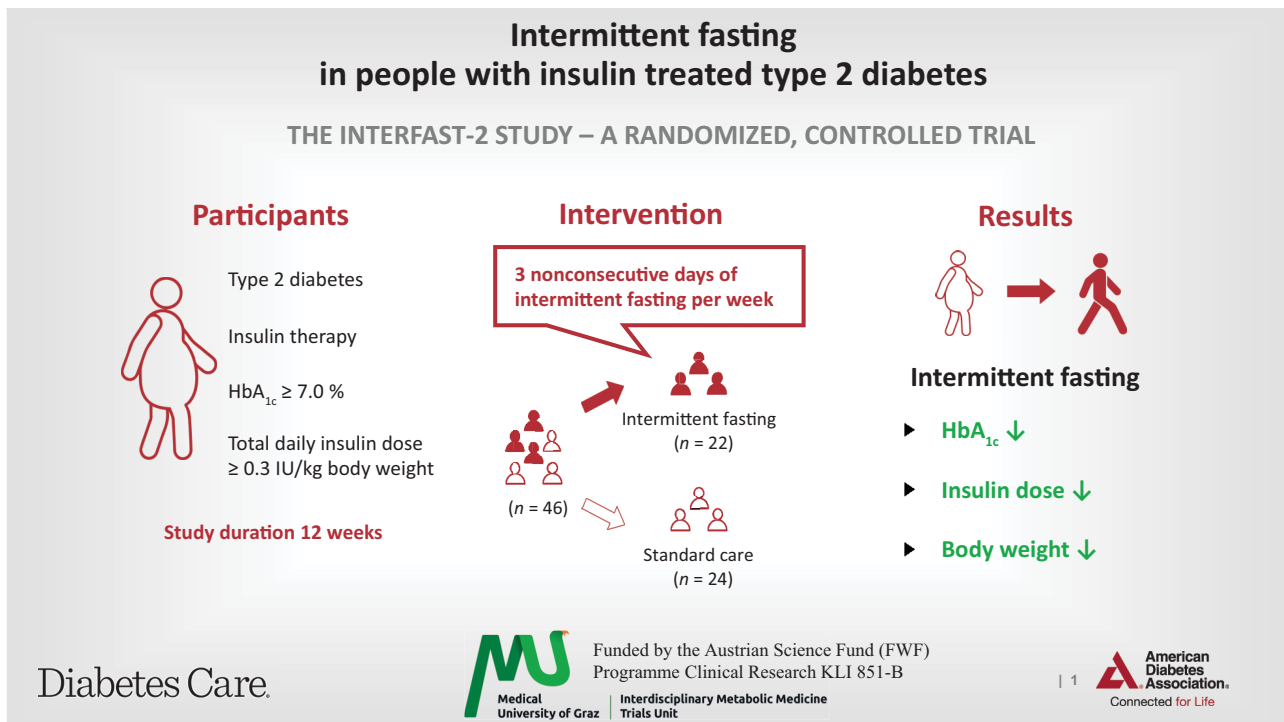 Intermittent fasting
in people with insulin treated type 2 diabetes
THE INTERFAST-2 STUDY – A RANDOMIZED, CONTROLLED TRIAL
Participants
Type 2 diabetes
Insulin therapy
HbA1c ≥ 7.0 %
Total daily insulin dose
≥ 0.3 IU/kg body weight
Study duration 12 weeks
Intervention
3 nonconsecutive days of
intermittent fasting per week
(n = 46)
Intermittent fasting
(n = 22)
Standard care
(n = 24)
Results
Intermittent fasting
HbA1c ↓
Insulin dose ↓
Body weight ↓
Diabetes Care®
MU
Medical
University of Graz
Interdisciplinary Metabolic Medicine
Trials Unit
Funded by the Austrian Science Fund (FWF)
Programme Clinical Research KLI 851-B
| 1
American
Diabetes
Association®
Connected for Life